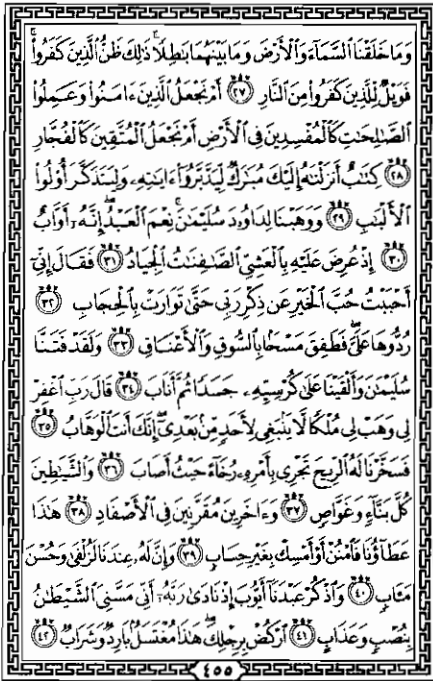 وَمَا خَلَقْنَا ٱلسَّمَآءَ وَٱلْأَرْضَ وَمَا بَيْنَهُمَا بَٰطِلًا ۚ ذَٰلِكَ ظَنُّ ٱلَّذِينَ كَفَرُوا۟ ۚ
فَوَيْلٌ لِّلَّذِينَ كَفَرُوا۟ مِنَ ٱلنَّارِ ٢٧ أَمْ نَجْعَلُ ٱلَّذِينَ ءَامَنُوا۟ وَعَمِلُوا۟
ٱلصَّٰلِحَٰتِ كَٱلْمُفْسِدِينَ فِى ٱلْأَرْضِ أَمْ نَجْعَلُ ٱلْمُتَّقِينَ كَٱلْفُجَّارِ
٢٨ كِتَٰبٌ أَنزَلْنَٰهُ إِلَيْكَ مُبَٰرَكٌ لِّيَدَّبَّرُوٓا۟ ءَايَٰتِهِۦ وَلِيَتَذَكَّرَ أُو۟لُوا۟
ٱلْأَلْبَٰبِ ٢٩ وَوَهَبْنَا لِدَاوُۥدَ سُلَيْمَٰنَ ۚ نِعْمَ ٱلْعَبْدُ ۖ إِنَّهُۥٓ أَوَّابٌ
٣٠ إِذْ عُرِضَ عَلَيْهِ بِٱلْعَشِىِّ ٱلصَّٰفِنَٰتُ ٱلْجِيَادُ ٣١ فَقَالَ إِنِّىٓ
أَحْبَبْتُ حُبَّ ٱلْخَيْرِ عَن ذِكْرِ رَبِّى حَتَّىٰ تَوَارَتْ بِٱلْحِجَابِ ٣٢
رُدُّوهَا عَلَىَّ ۖ فَطَفِقَ مَسْحًۢا بِٱلسُّوقِ وَٱلْأَعْنَاقِ ٣٣ وَلَقَدْ فَتَنَّا
سُلَيْمَٰنَ وَأَلْقَيْنَا عَلَىٰ كُرْسِيِّهِۦ جَسَدًا ثُمَّ أَنَابَ ٣٤ قَالَ رَبِّ ٱغْفِرْ
لِى وَهَبْ لِى مُلْكًا لَّا يَنۢبَغِى لِأَحَدٍ مِّنۢ بَعْدِىٓ ۖ إِنَّكَ أَنتَ ٱلْوَهَّابُ ٣٥
فَسَخَّرْنَا لَهُ ٱلرِّيحَ تَجْرِى بِأَمْرِهِۦ رُخَآءً حَيْثُ أَصَابَ ٣٦ وَٱلشَّيَٰطِينَ
كُلَّ بَنَّآءٍ وَغَوَّاصٍ ٣٧ وَءَاخَرِينَ مُقَرَّنِينَ فِى ٱلْأَصْفَادِ ٣٨ هَٰذَا
عَطَآؤُنَا فَٱمْنُنْ أَوْ أَمْسِكْ بِغَيْرِ حِسَابٍ ٣٩ وَإِنَّ لَهُۥ عِندَنَا لَزُلْفَىٰ وَحُسْنَ
مَـَٔابٍ ٤٠ وَٱذْكُرْ عَبْدَنَآ أَيُّوبَ إِذْ نَادَىٰ رَبَّهُۥٓ أَنِّى مَسَّنِىَ ٱلشَّيْطَٰنُ
بِنُصْبٍ وَعَذَابٍ ٤١ ٱرْكُضْ بِرِجْلِكَ ۖ هَٰذَا مُغْتَسَلٌۢ بَارِدٌ وَشَرَابٌ ٤٢
٤٥٥